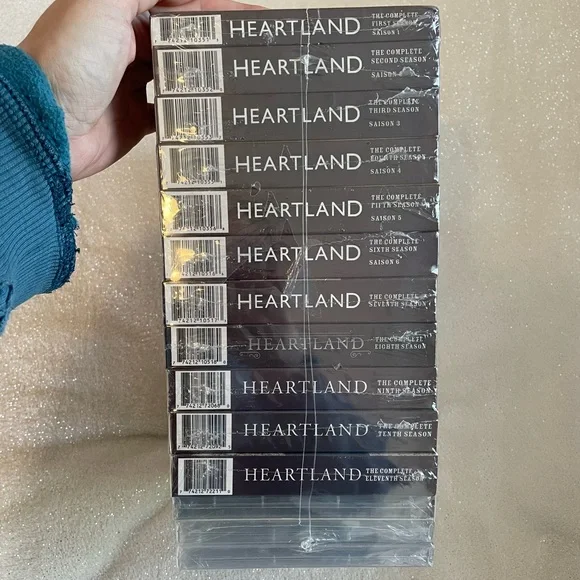 HEARTLAND THE COMPLETE
FIRST SEASON
SAISON 1
HEARTLAND THE COMPLETE
SECOND SEASON
SAISON
HEARTLAND THE COMPLETE
THIRD SEASON
SAISON 3
HEARTLAND THE COMPLETE
FOURTH SEASON
SAISON 4
HEARTLAND THE COMPLETE
FIFTH SEASON
SAISON 5
HEARTLAND THE COMPLETE
SIXTH SEASON
SAISON 6
HEARTLAND THE COMPLETE
SEVENTH SEASON
HEARTLAND THE COMPLETE
EIGHTH SEASON
HEARTLAND THE COMPLETE
NINTH SEASON
HEARTLAND THE COMPLETE
TENTH SEASON
HEARTLAND THE COMPLETE
ELEVENTH SEASON